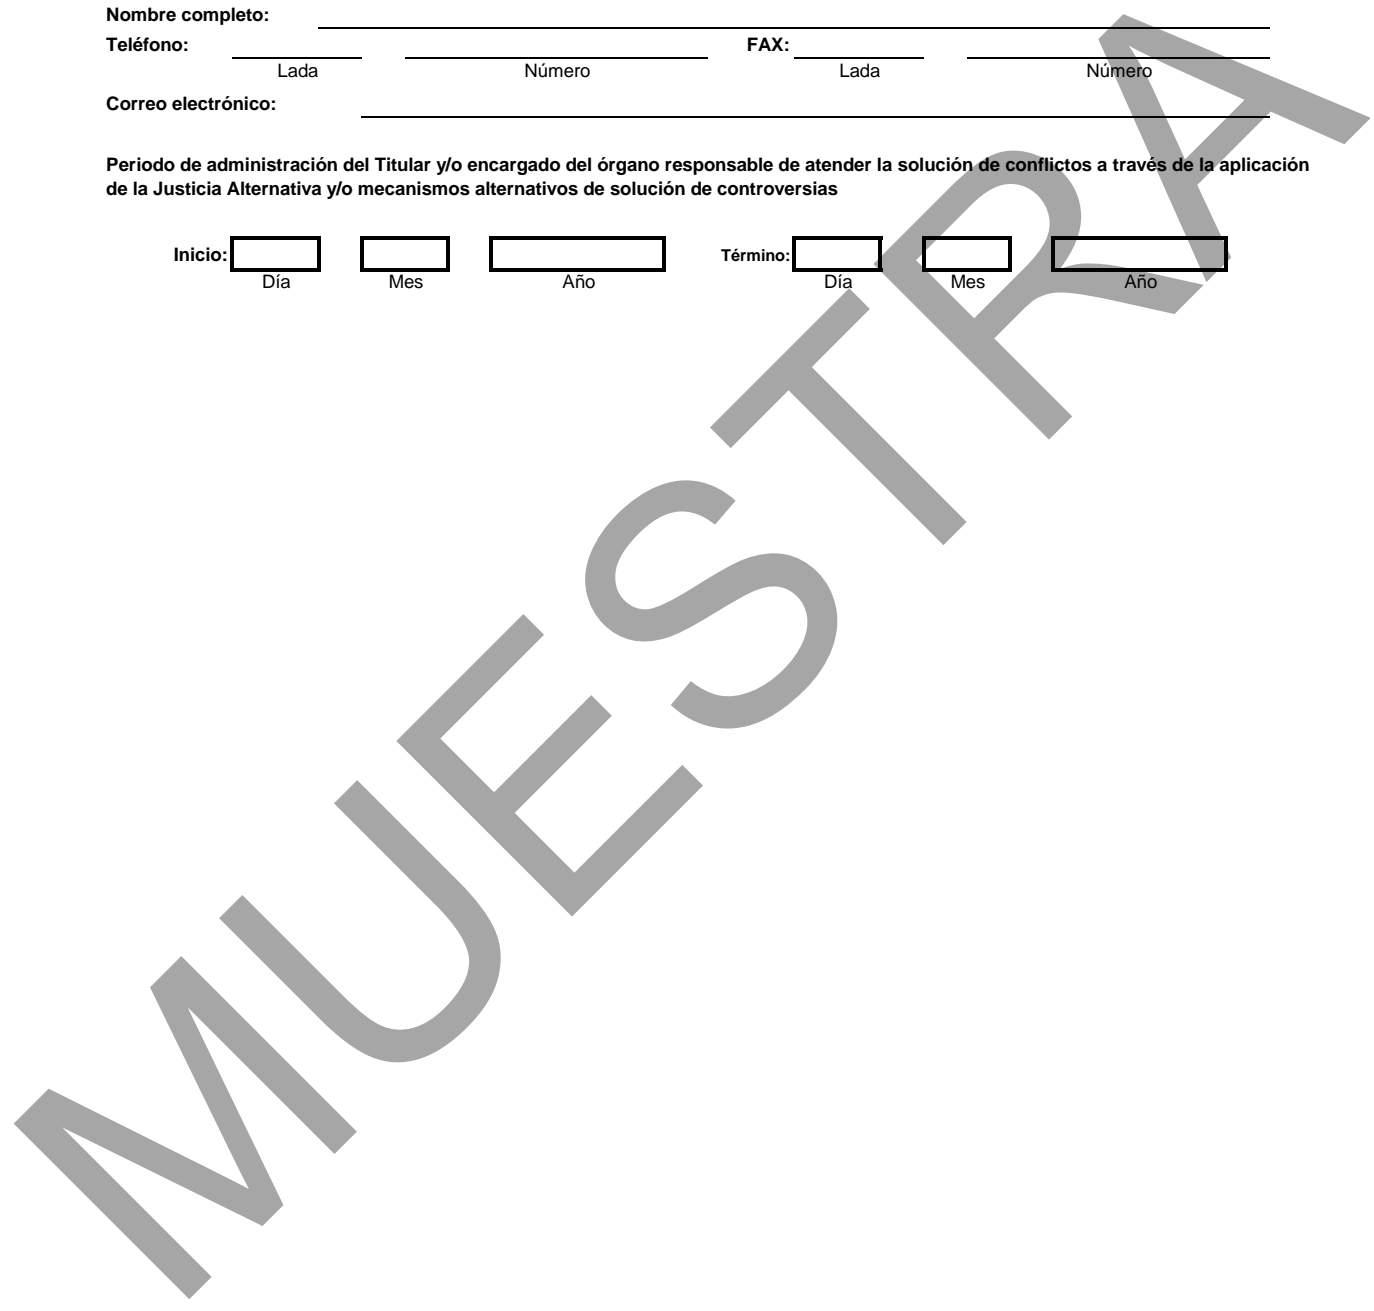 Nombre completo:
Teléfono: FAX:
Lada Número Lada Número
Correo electrónico:
Periodo de administración del Titular y/o encargado del órgano responsable de atender la solución de conflictos a través de la aplicación
de la Justicia Alternativa y/o mecanismos alternativos de solución de controversias
Inicio: Término:
Día Mes Año Día Mes Año
MUESTRA